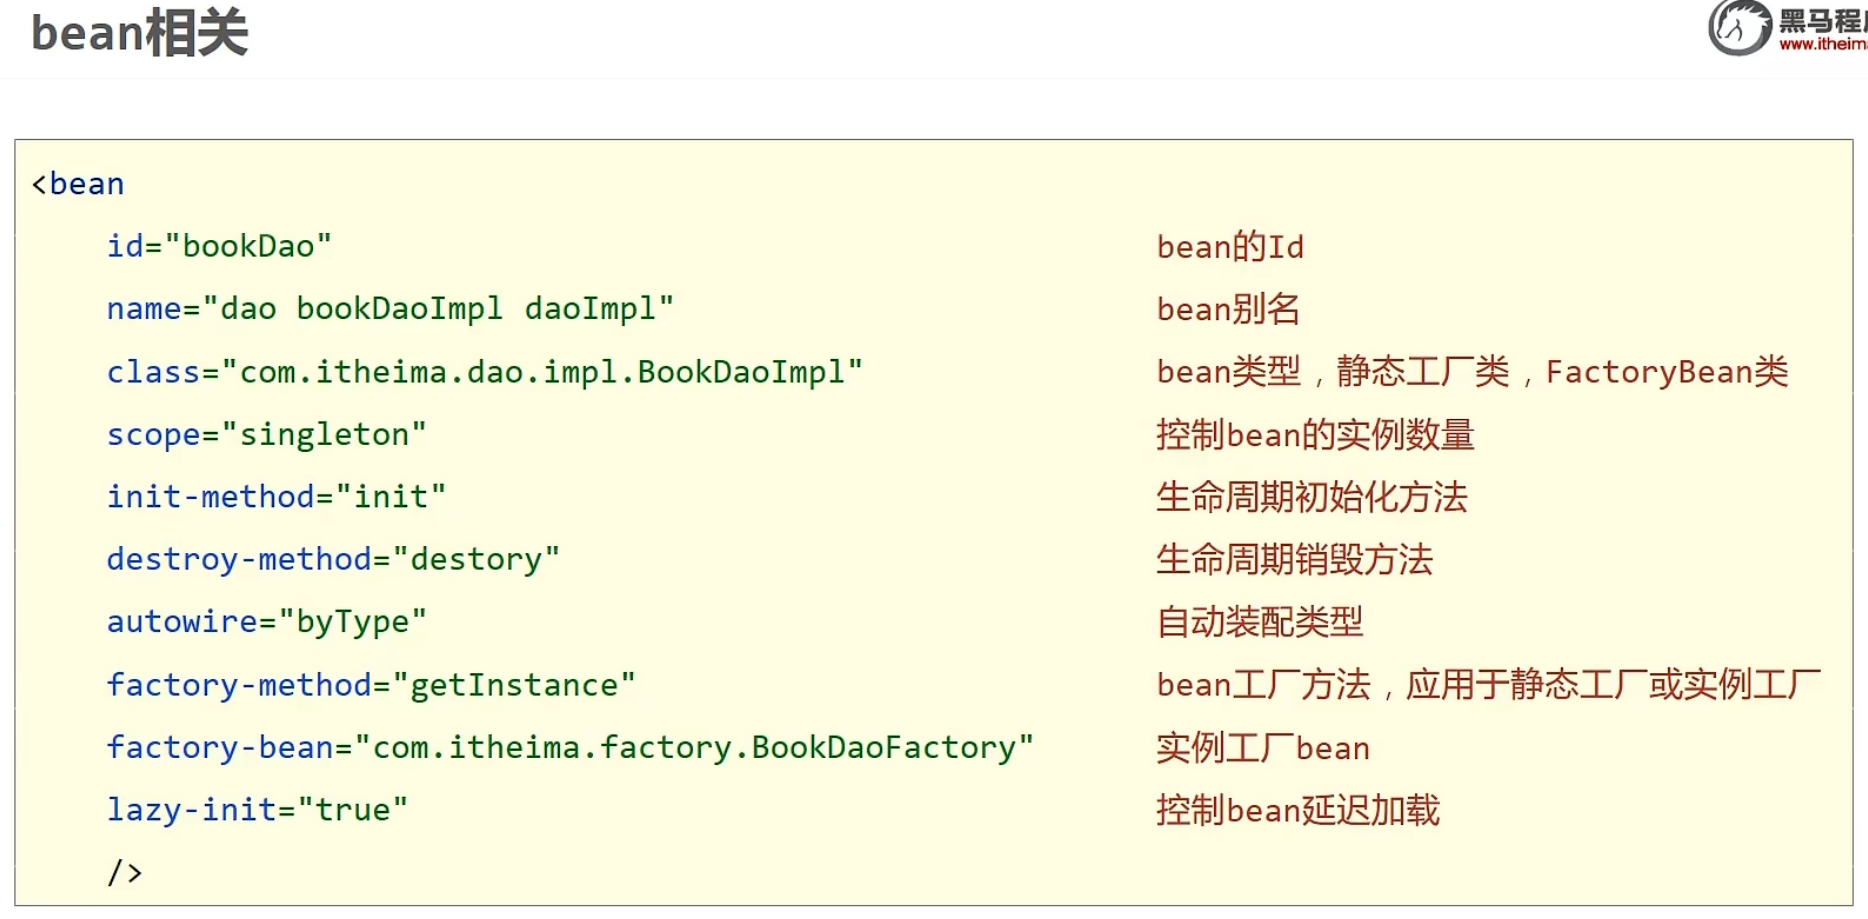 bean相关
黑马程
www.itheim
<bean
id="bookDao" bean的Id
name="dao bookDaoImpl daoImpl" bean别名
class="com.itheima.dao.impl.BookDaoImpl" bean类型，静态工厂类，FactoryBean类
scope="singleton" 控制bean的实例数量
init-method="init" 生命周期初始化方法
destroy-method="destory" 生命周期销毁方法
autowire="byType" 自动装配类型
factory-method="getInstance" bean工厂方法，应用于静态工厂或实例工厂
factory-bean="com.itheima.factory.BookDaoFactory" 实例工厂bean
lazy-init="true" 控制bean延迟加载
/>